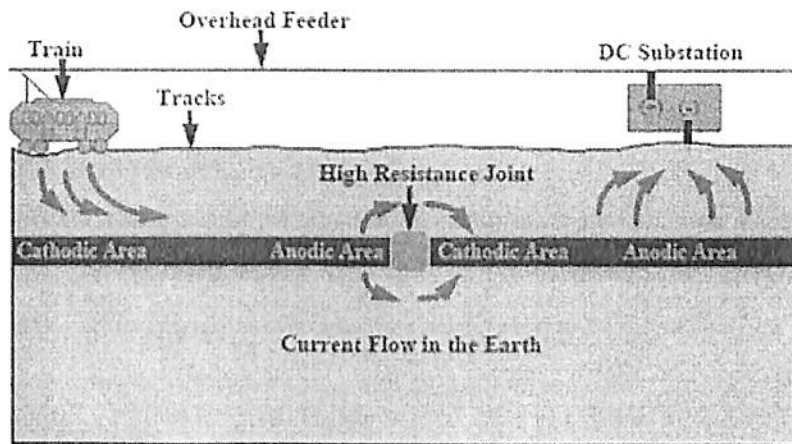 Overhead Feeder
Train
DC Substation
Tracks
High Resistance Joint
Cathodic Area
Anodic Area
Cathodic Area
Anodic Area
Current Flow in the Earth